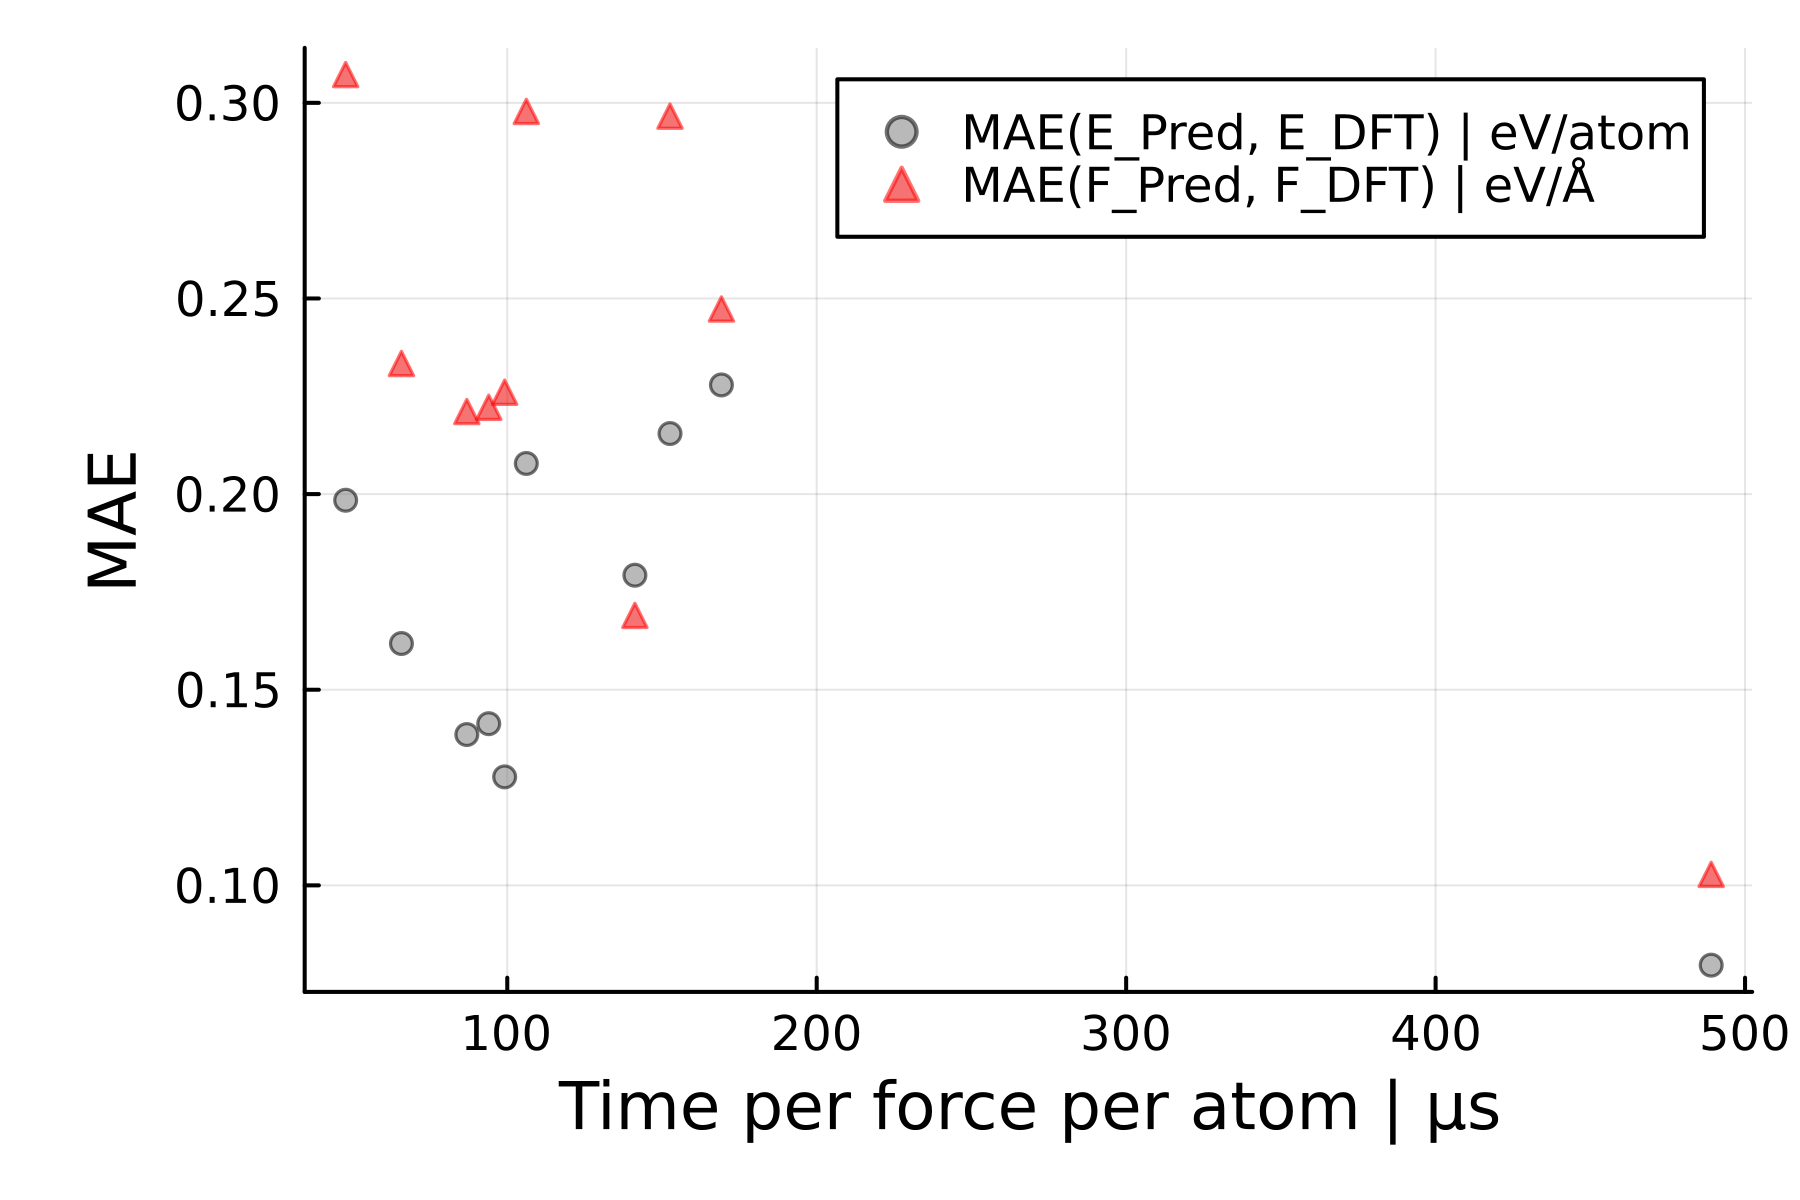 0.30
0.25
0.20
0.15
0.10
MAE
MAE(E_Pred, E_DFT) | eV/atom
MAE(F_Pred, F_DFT) | eV/Å
100 200 300 400 500
Time per force per atom | μs